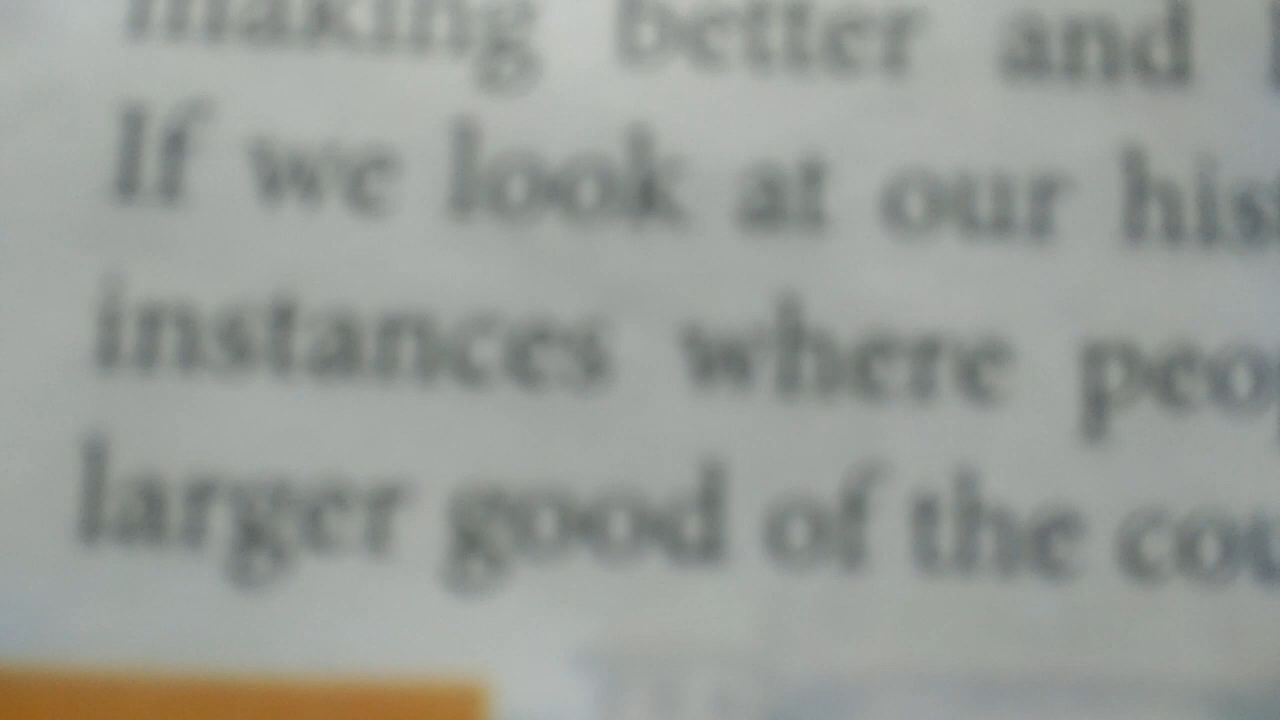 making better and
If we look at our
instances where
larger good of the